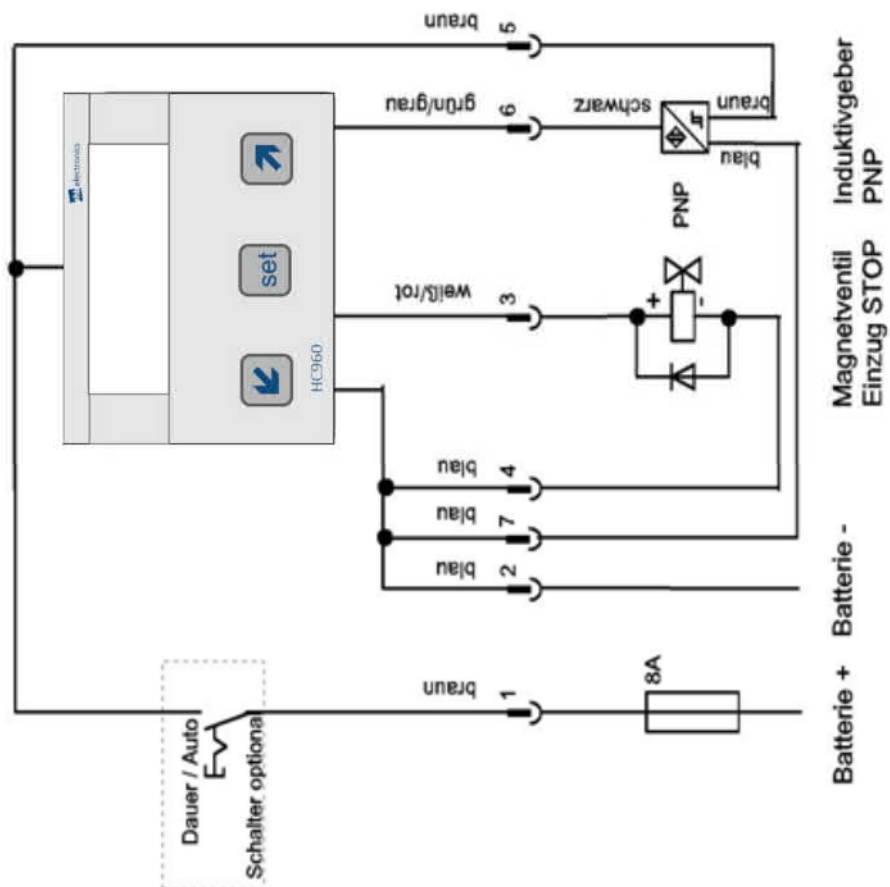 electronics
set
HC960
braun
5
grün/grau
6
weiß/rot
3
blau
4
blau
7
blau
2
braun
1
schwarz
braun
blau
PNP
+
-
8A
Dauer / Auto
Schalter optional
Batterie +
Batterie -
Magnetventil
Einzug STOP
Induktivgeber
PNP